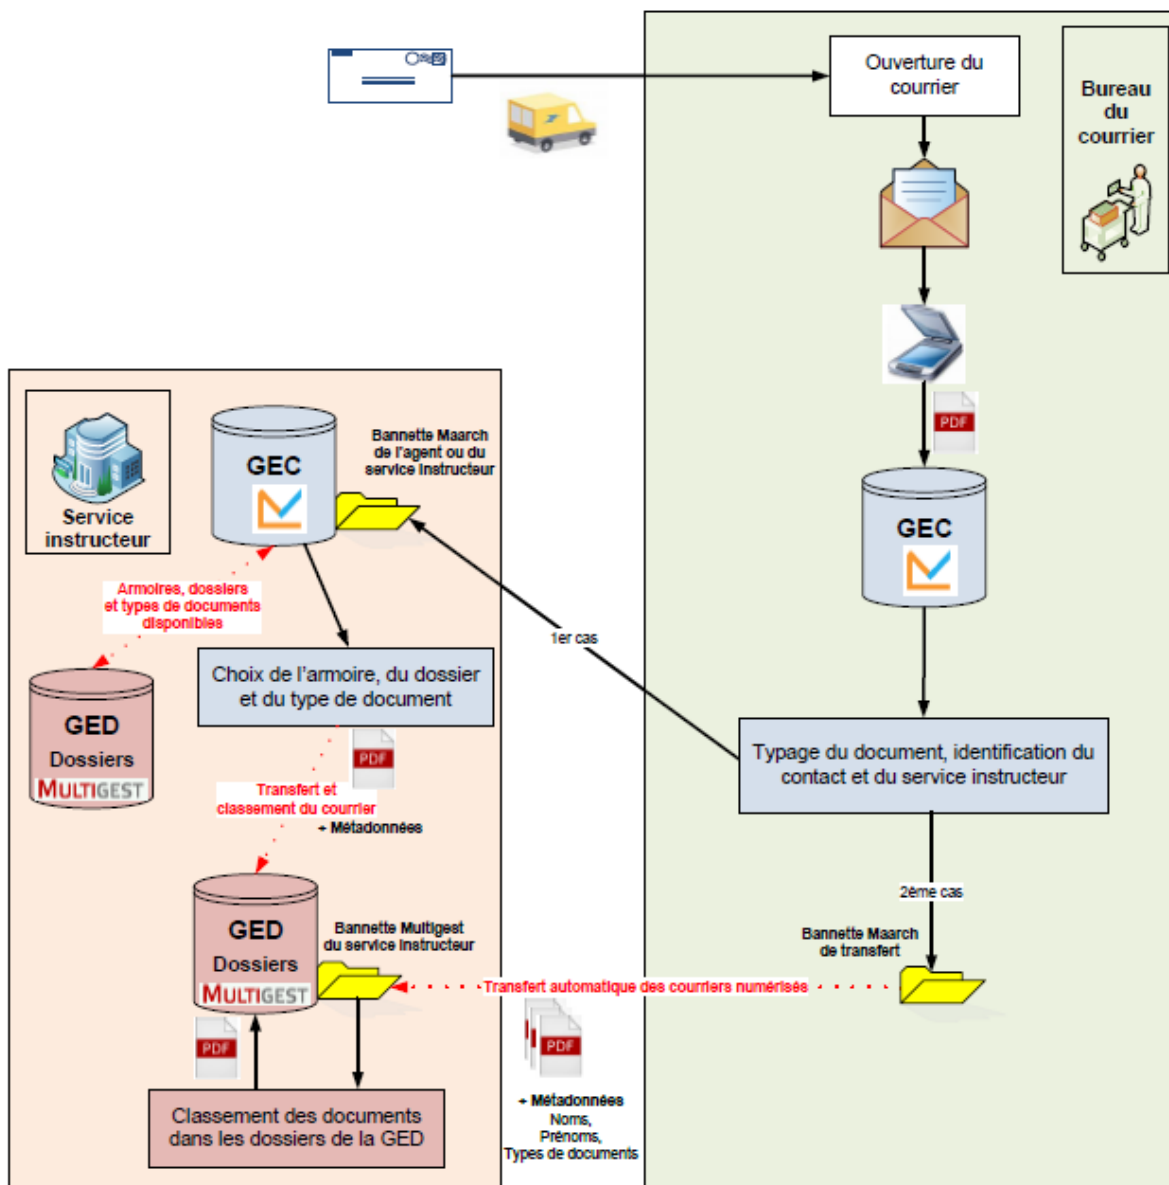 Ouverture du
courrier
Bureau
du
courrier
PDF
GEC
Typage du document, identification du
contact et du service instructeur
1er cas
2ème cas
Bannette Maarch
de transfert
Service
instructeur
GEC
Bannette Maarch
de l'agent ou du
service instructeur
Armoires, dossiers
et types de documents
disponibles
GED
Dossiers
MULTIGEST
Choix de l'armoire, du dossier
et du type de document
PDF
Transfert et
classement du courrier
+ Métadonnées
GED
Dossiers
MULTIGEST
Bannette Multigest
du service instructeur
Transfert automatique des courriers numérisés
PDF
+ Métadonnées
Noms,
Prénoms,
Types de documents
PDF
Classement des documents
dans les dossiers de la GED